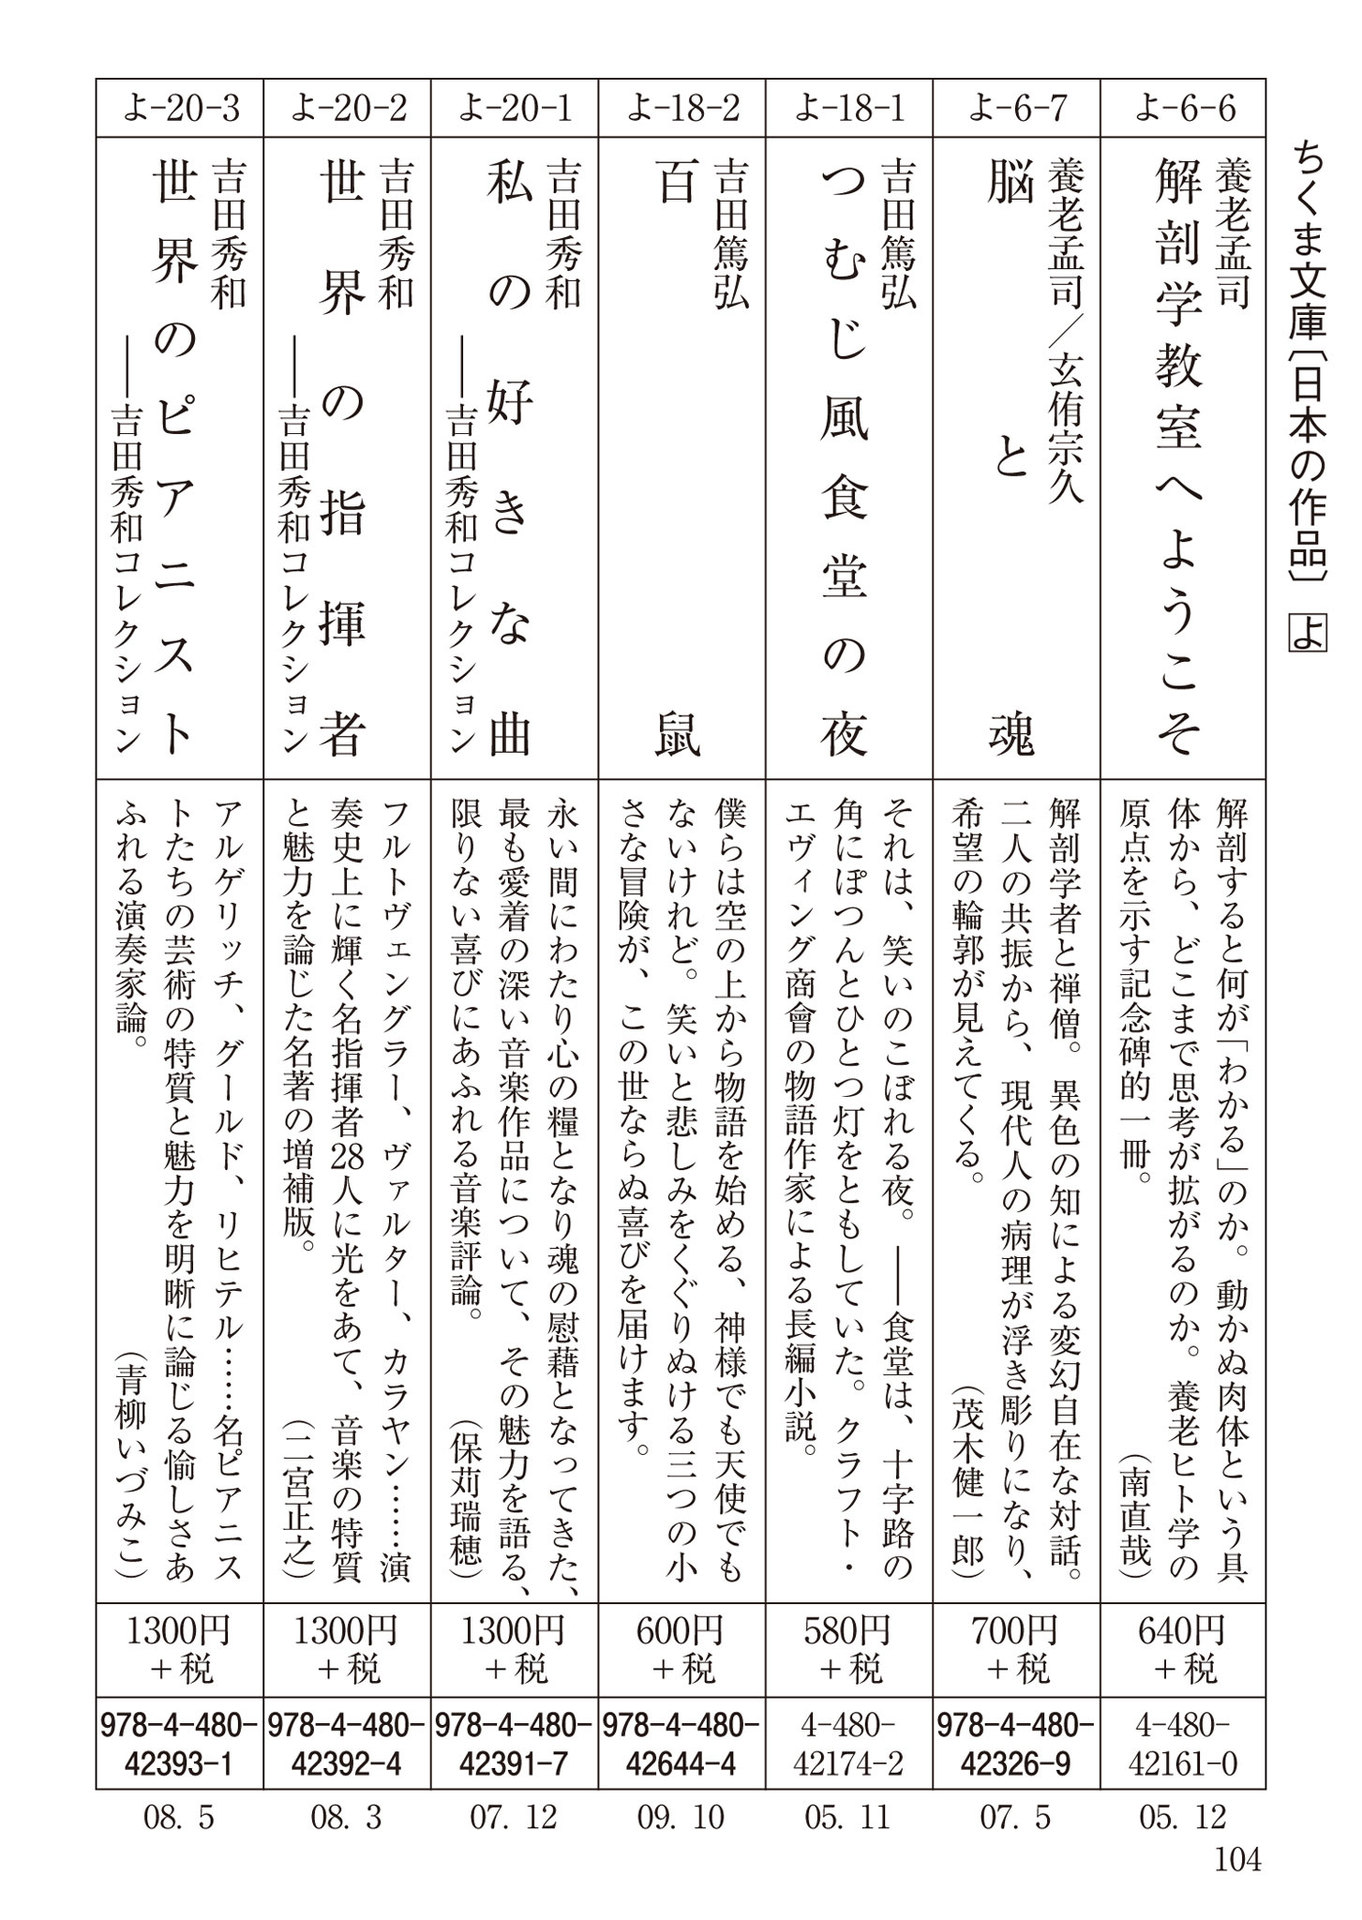 ちくま文庫〔日本の作品〕 よ
よ-6-6
養老孟司
解剖学教室へようこそ
解剖すると何が「わかる」のか。動かぬ肉体という具
体から、どこまで思考が拡がるのか。養老ヒト学の
原点を示す記念碑的一冊。 (南直哉)
640円
+税
4-480-
42161-0
05. 12
よ-6-7
養老孟司/玄侑宗久
脳と魂
解剖学者と禅僧。異色の知による変幻自在な対話。
二人の共振から、現代人の病理が浮き彫りになり、
希望の輪郭が見えてくる。 (茂木健一郎)
700円
+税
978-4-480-
42326-9
07. 5
よ-18-1
吉田篤弘
つむじ風食堂の夜
それは、笑いのこぼれる夜。――食堂は、十字路の
角にぽつんとひとつ灯をともしていた。クラフト・
エヴィング商會の物語作家による長編小説。
580円
+税
4-480-
42174-2
05. 11
よ-18-2
吉田篤弘
百鼠
僕らは空の上から物語を始める、神様でも天使でも
ないけれど。笑いと悲しみをくぐりぬける三つの小
さな冒険が、この世ならぬ喜びを届けます。
600円
+税
978-4-480-
42644-4
09. 10
よ-20-1
吉田秀和
私の好きな曲
――吉田秀和コレクション
永い間にわたり心の糧となり魂の慰藉となってきた、
最も愛着の深い音楽作品について、その魅力を語る、
限りない喜びにあふれる音楽評論。 (保苅瑞穂)
1300円
+税
978-4-480-
42391-7
07. 12
よ-20-2
吉田秀和
世界の指揮者
――吉田秀和コレクション
フルトヴェングラー、ヴァルター、カラヤン……演
奏史上に輝く名指揮者28人に光をあて、音楽の特質
と魅力を論じた名著の増補版。 (二宮正之)
1300円
+税
978-4-480-
42392-4
08. 3
よ-20-3
吉田秀和
世界のピアニスト
――吉田秀和コレクション
アルゲリッチ、グールド、リヒテル……名ピアニス
トたちの芸術の特質と魅力を明晰に論じる愉しさあ
ふれる演奏家論。 (青柳いづみこ)
1300円
+税
978-4-480-
42393-1
08. 5
104